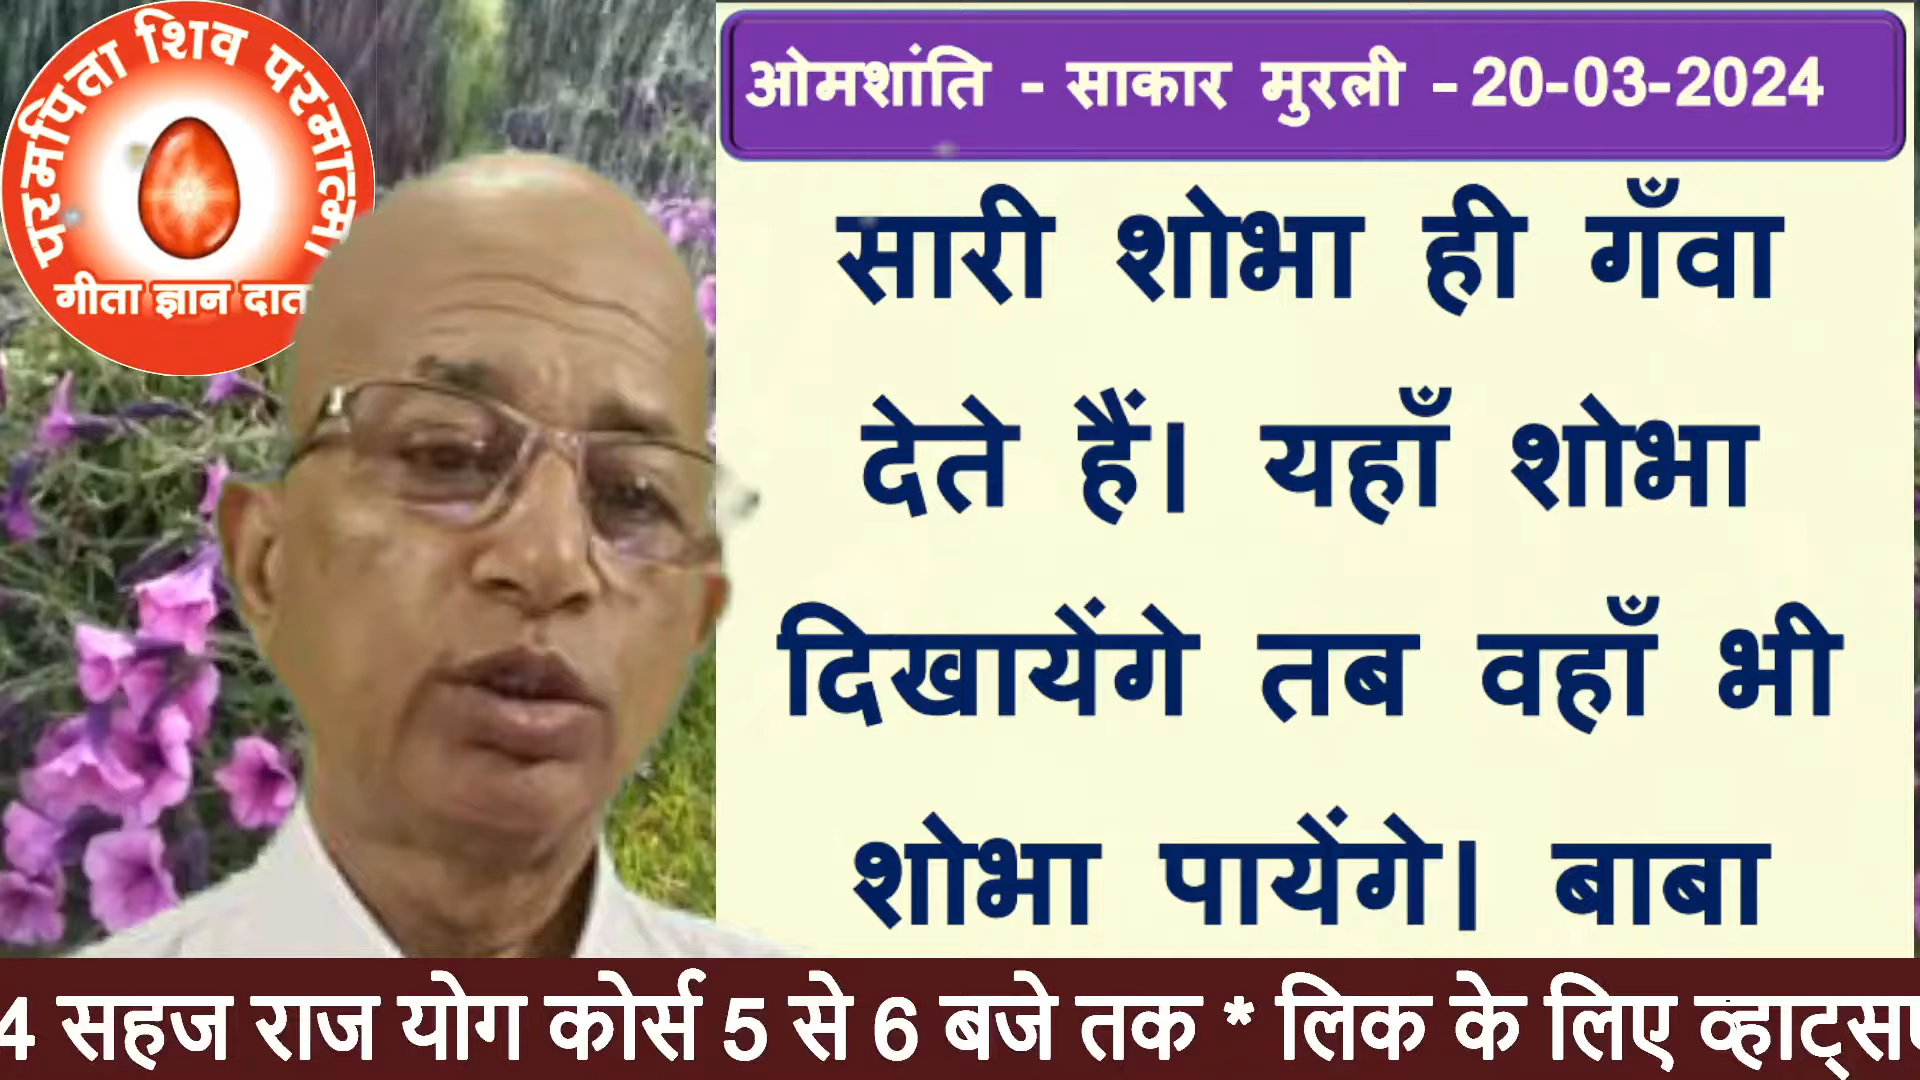 परमपिता शिव परमात्मा
गीता ज्ञान दात
ओमशांति - साकार मुरली - 20-03-2024
सारी शोभा ही गँवा
देते हैं। यहाँ शोभा
दिखायेंगे तब वहाँ भी
शोभा पायेंगे। बाबा
4 सहज राज योग कोर्स 5 से 6 बजे तक * लिंक के लिए व्हाट्स